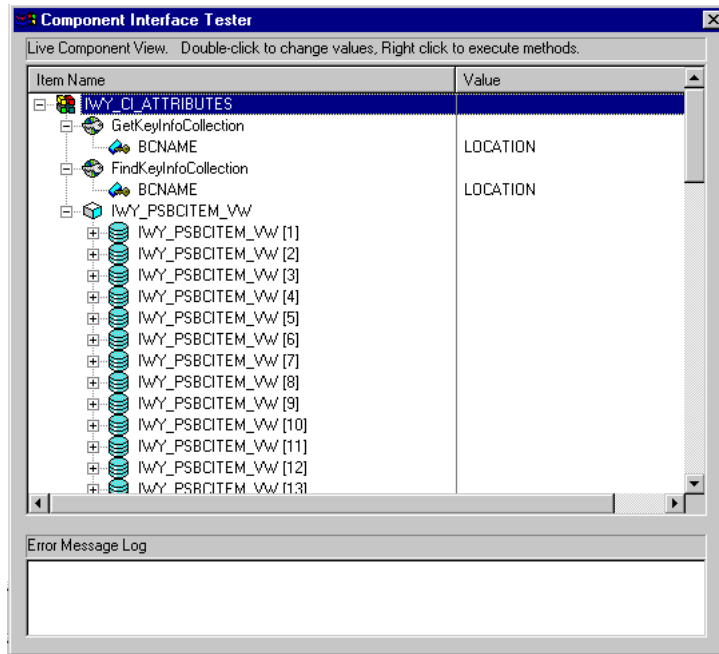 Component Interface Tester
Live Component View. Double-click to change values, Right click to execute methods.
Item Name Value
IWY_CI_ATTRIBUTES
GetKeyInfoCollection
BCNAME LOCATION
FindKeyInfoCollection
BCNAME LOCATION
IWY_PSBCITEM_VW
IWY_PSBCITEM_VW [1]
IWY_PSBCITEM_VW [2]
IWY_PSBCITEM_VW [3]
IWY_PSBCITEM_VW [4]
IWY_PSBCITEM_VW [5]
IWY_PSBCITEM_VW [6]
IWY_PSBCITEM_VW [7]
IWY_PSBCITEM_VW [8]
IWY_PSBCITEM_VW [9]
IWY_PSBCITEM_VW [10]
IWY_PSBCITEM_VW [11]
IWY_PSBCITEM_VW [12]
IWY_PSBCITEM_VW [13]
Error Message Log